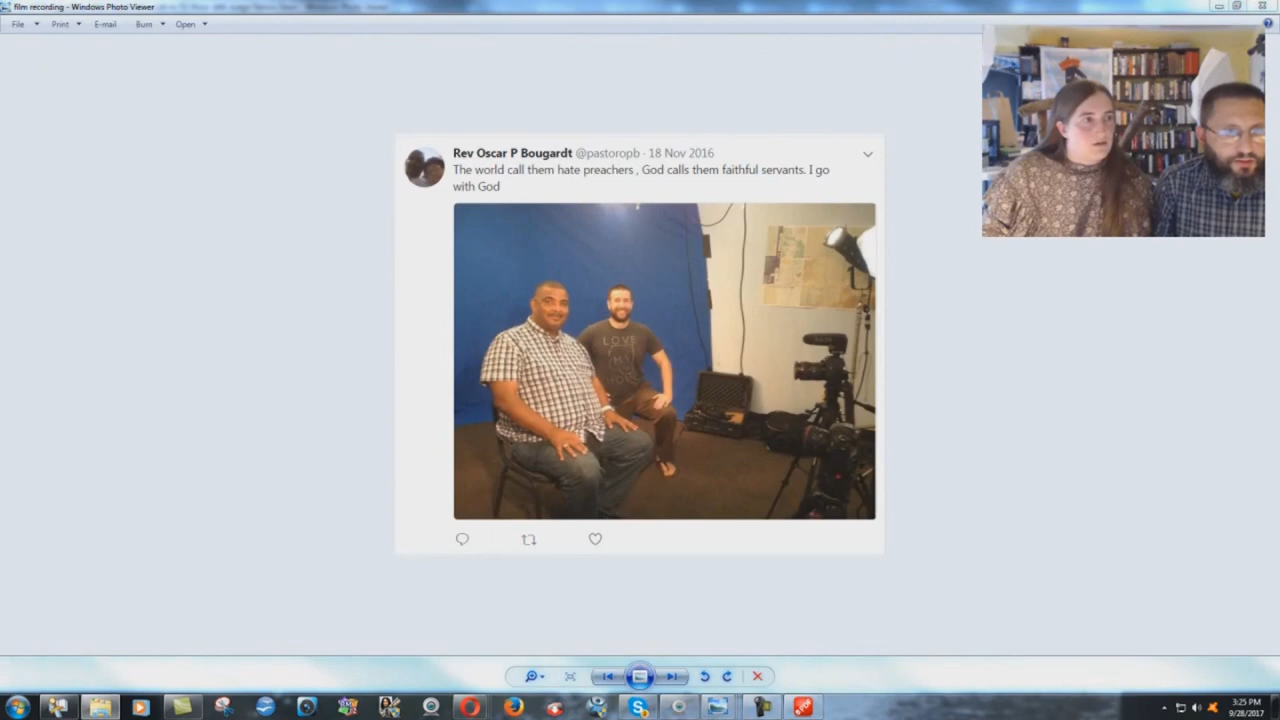 film recording - Windows Photo Viewer
File Print E-mail Burn Open
Rev Oscar P Bougardt @pastoropb · 18 Nov 2016
The world call them hate preachers , God calls them faithful servants. I go
with God
LOVE
MY
3:25 PM
9/28/2017